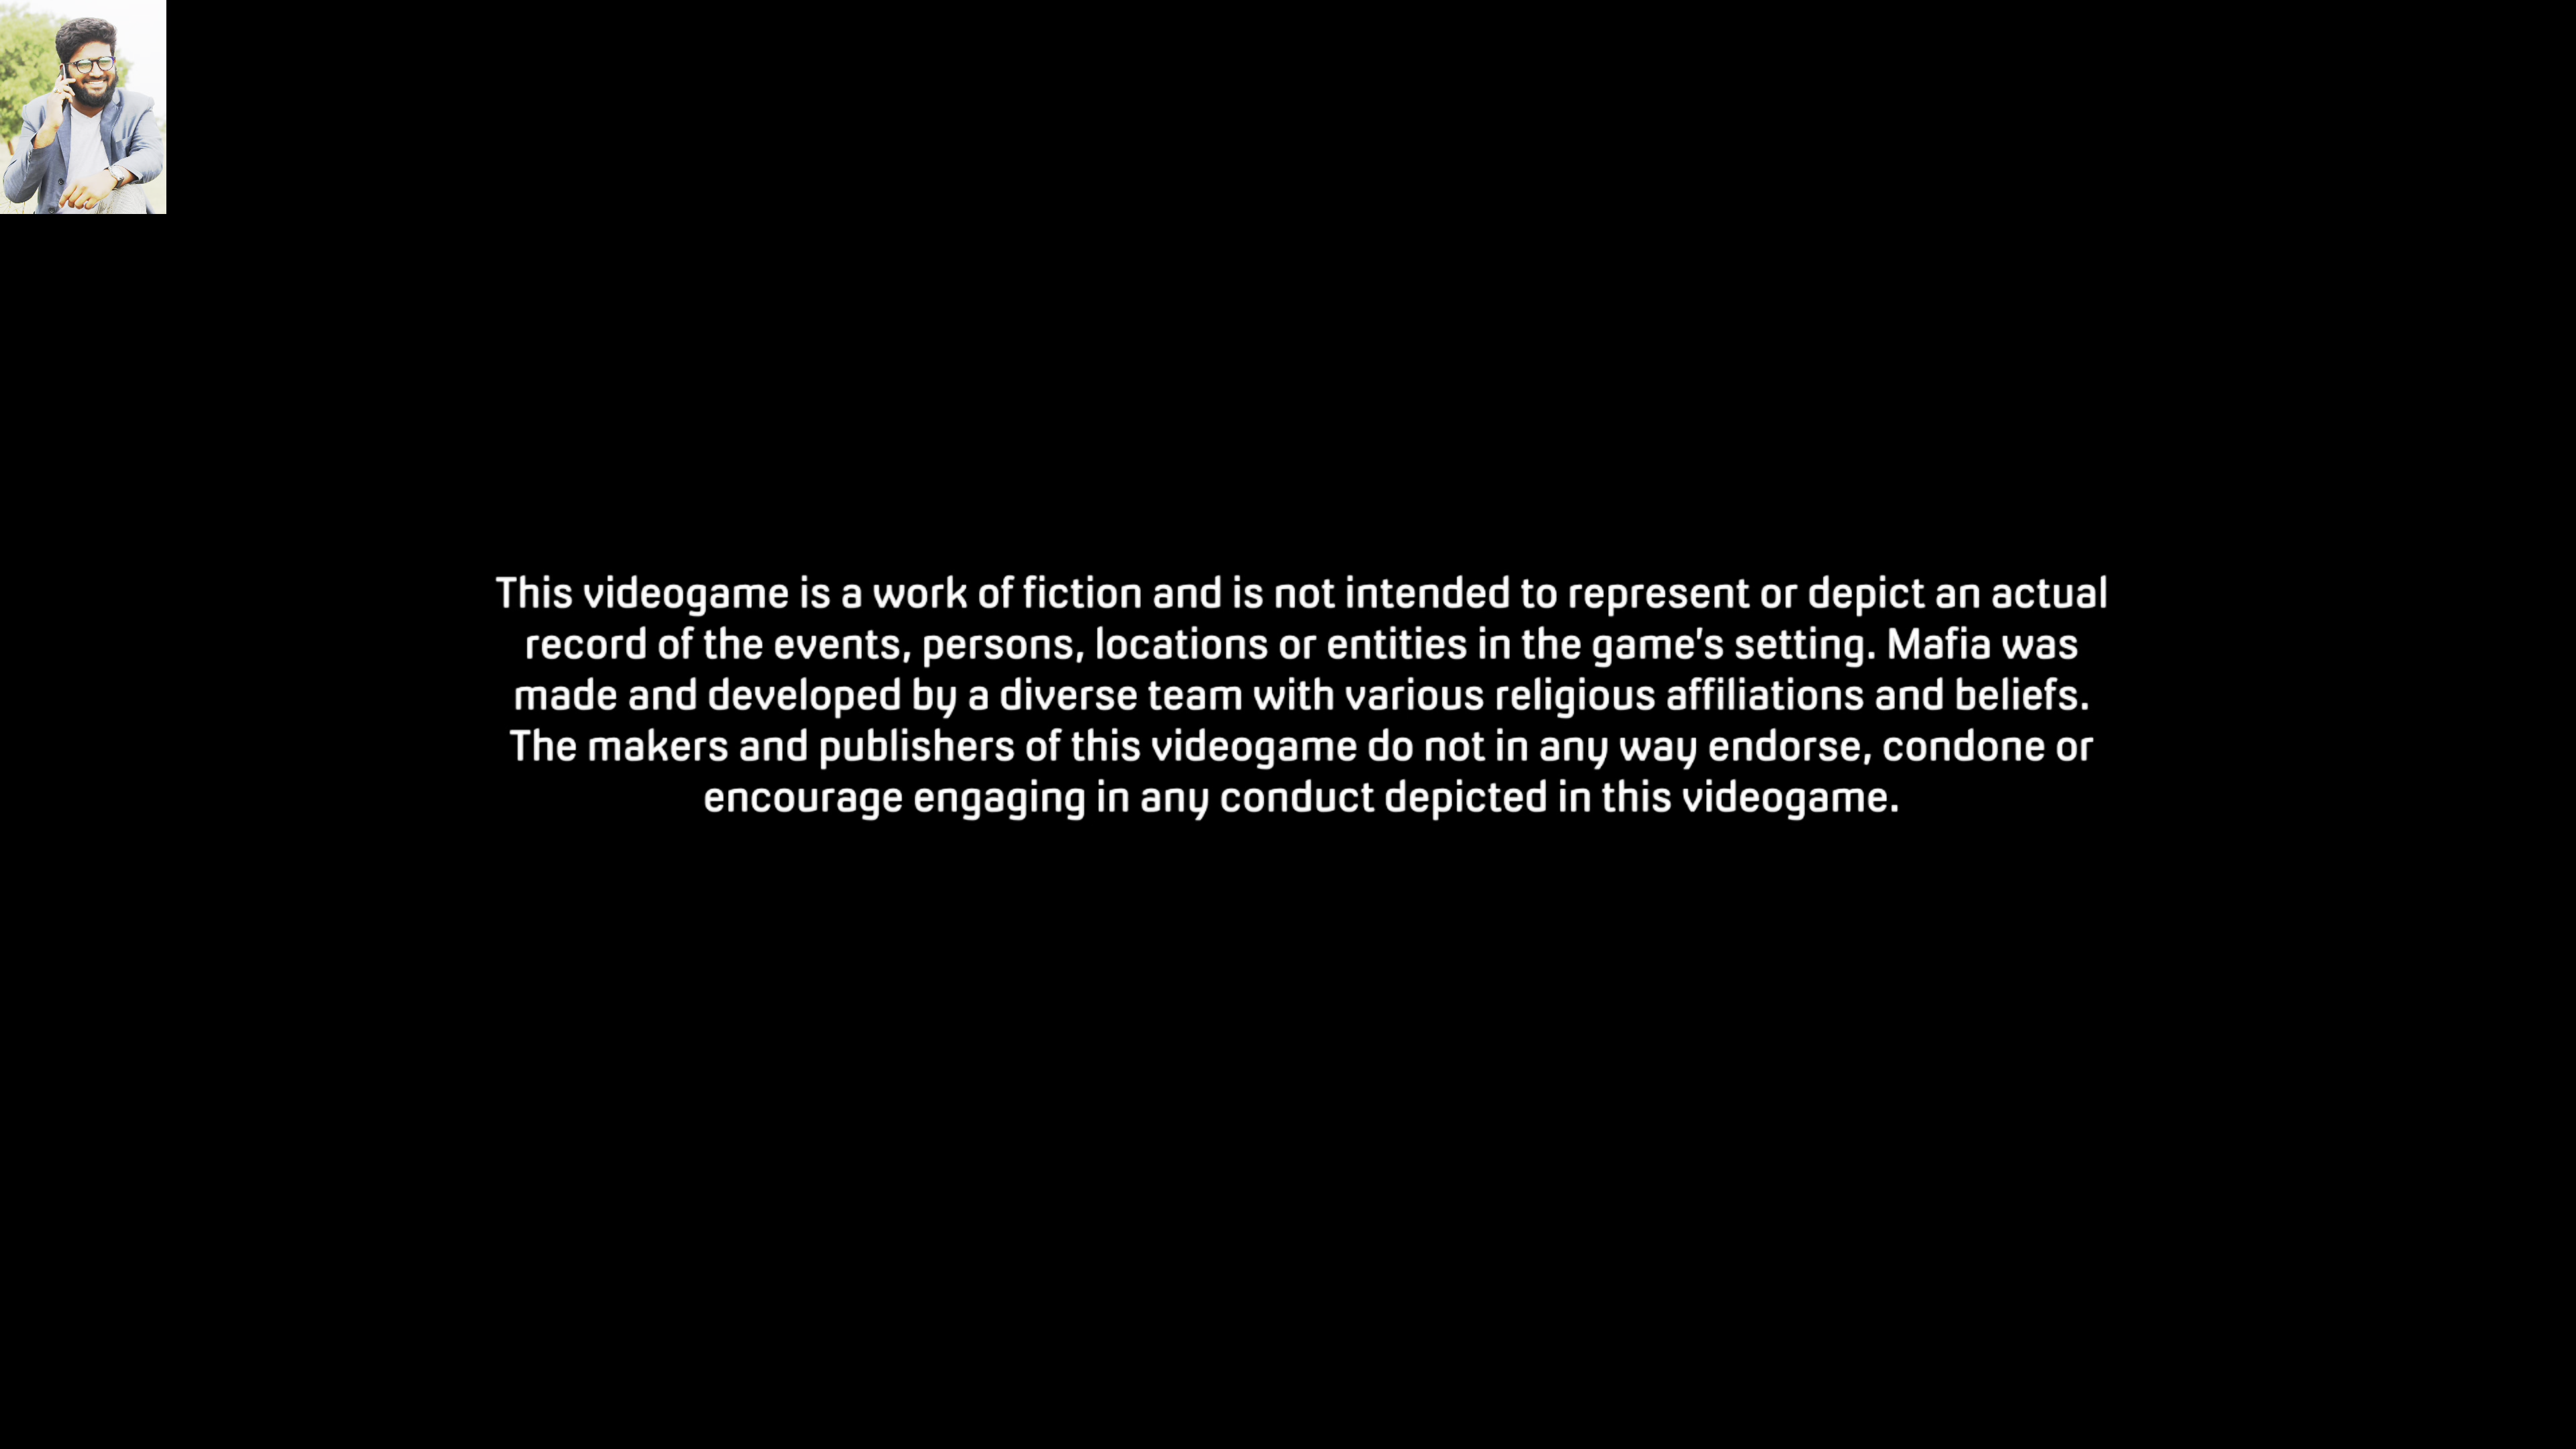 This videogame is a work of fiction and is not intended to represent or depict an actual
record of the events, persons, locations or entities in the game's setting. Mafia was
made and developed by a diverse team with various religious affiliations and beliefs.
The makers and publishers of this videogame do not in any way endorse, condone or
encourage engaging in any conduct depicted in this videogame.